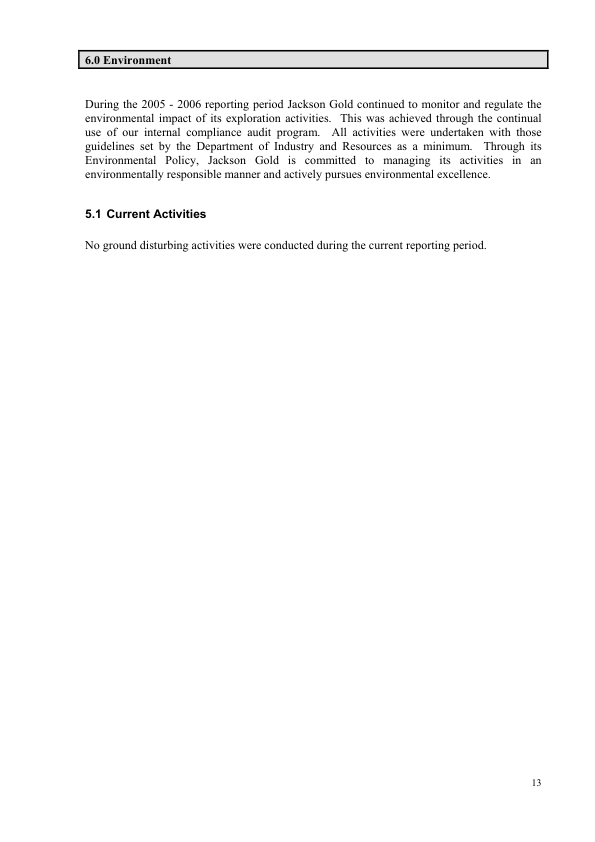 6.0 Environment
During the 2005 - 2006 reporting period Jackson Gold continued to monitor and regulate the
environmental impact of its exploration activities.  This was achieved through the continual
use of our internal compliance audit program.  All activities were undertaken with those
guidelines set by the Department of Industry and Resources as a minimum.  Through its
Environmental Policy, Jackson Gold is committed to managing its activities in an
environmentally responsible manner and actively pursues environmental excellence.
5.1 Current Activities
No ground disturbing activities were conducted during the current reporting period.
13